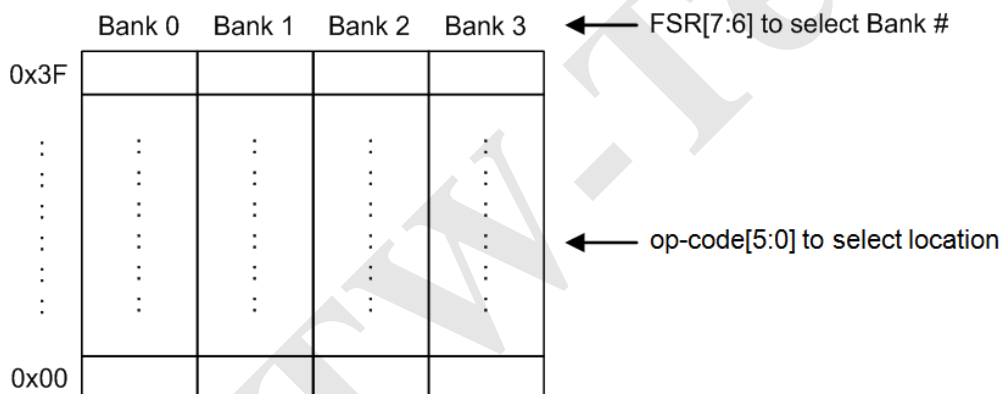 Bank 0 Bank 1 Bank 2 Bank 3 FSR[7:6] to select Bank #
0x3F
op-code[5:0] to select location
0x00